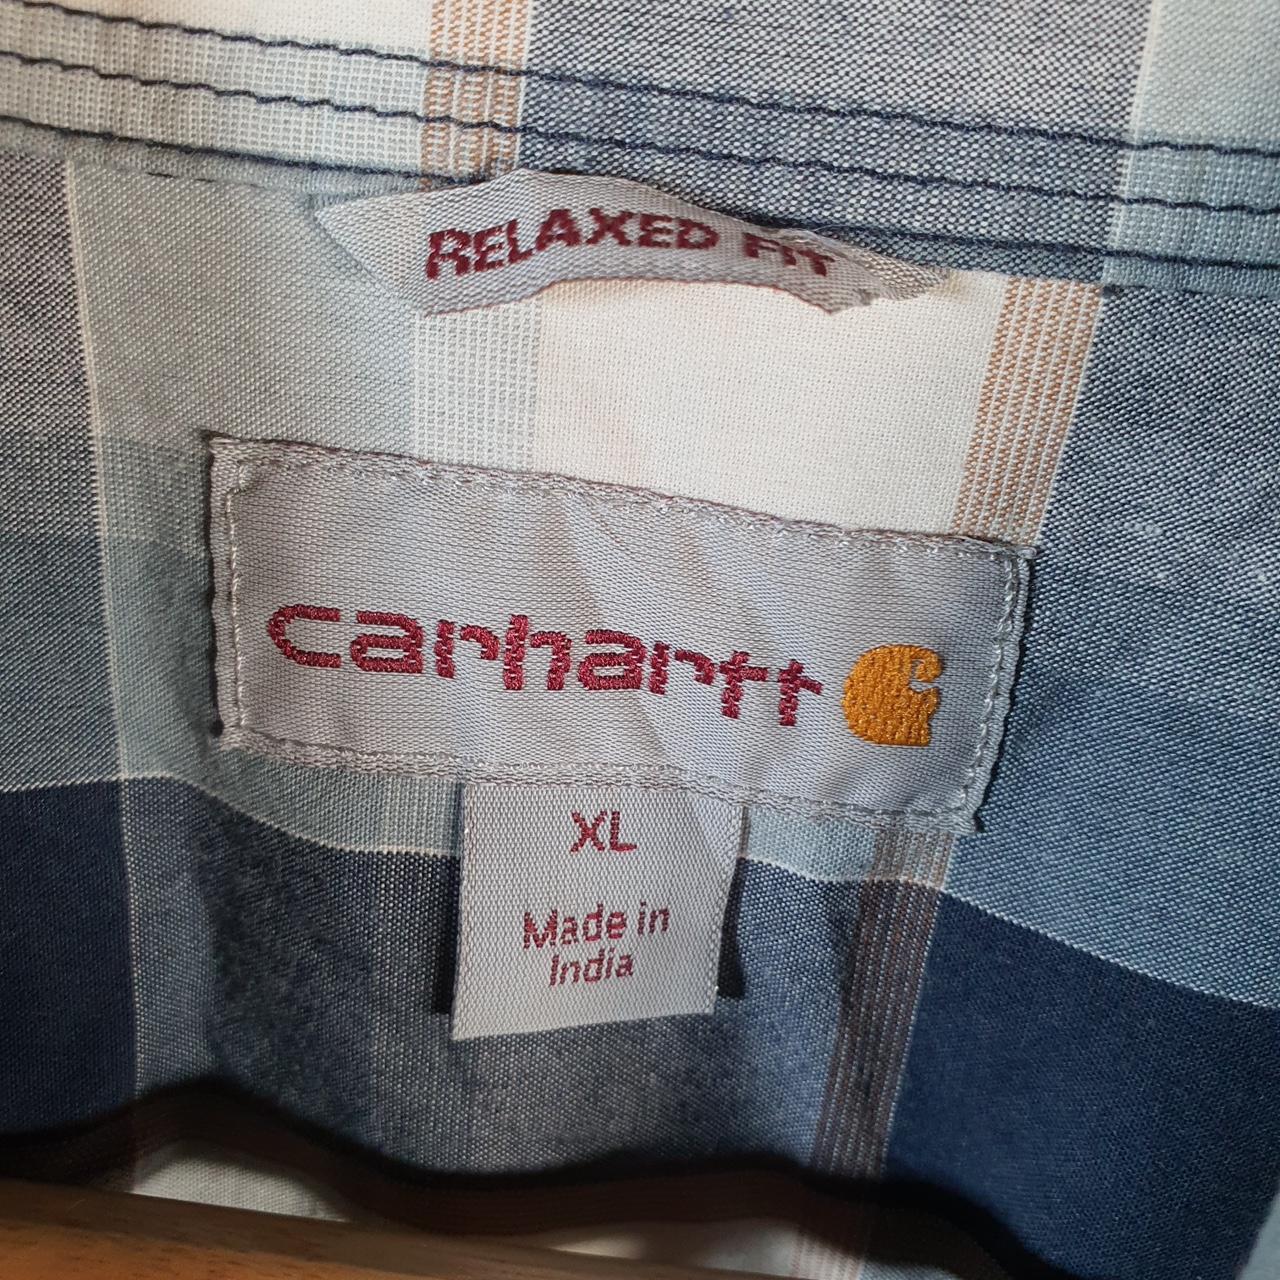 RELAXED FIT
carhartt
XL
Made in
India